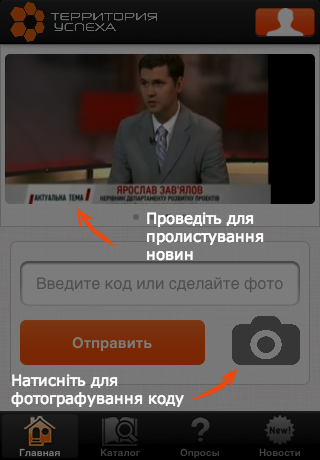 ТЕРРИТОРИЯ
УСПЕХА
ЯРОСЛАВ ЗАВ'ЯЛОВ
АКТУАЛЬНА ТЕМА
КЕРІВНИК ДЕПАРТАМЕНТУ РОЗВИТКУ ПРОЕКТІВ
Проведіть для
пролистування
новин
Введите код или сделайте фото
Отправить
Натисніть для
фотографування коду
New!
Главная
Каталог
Опросы
Новости